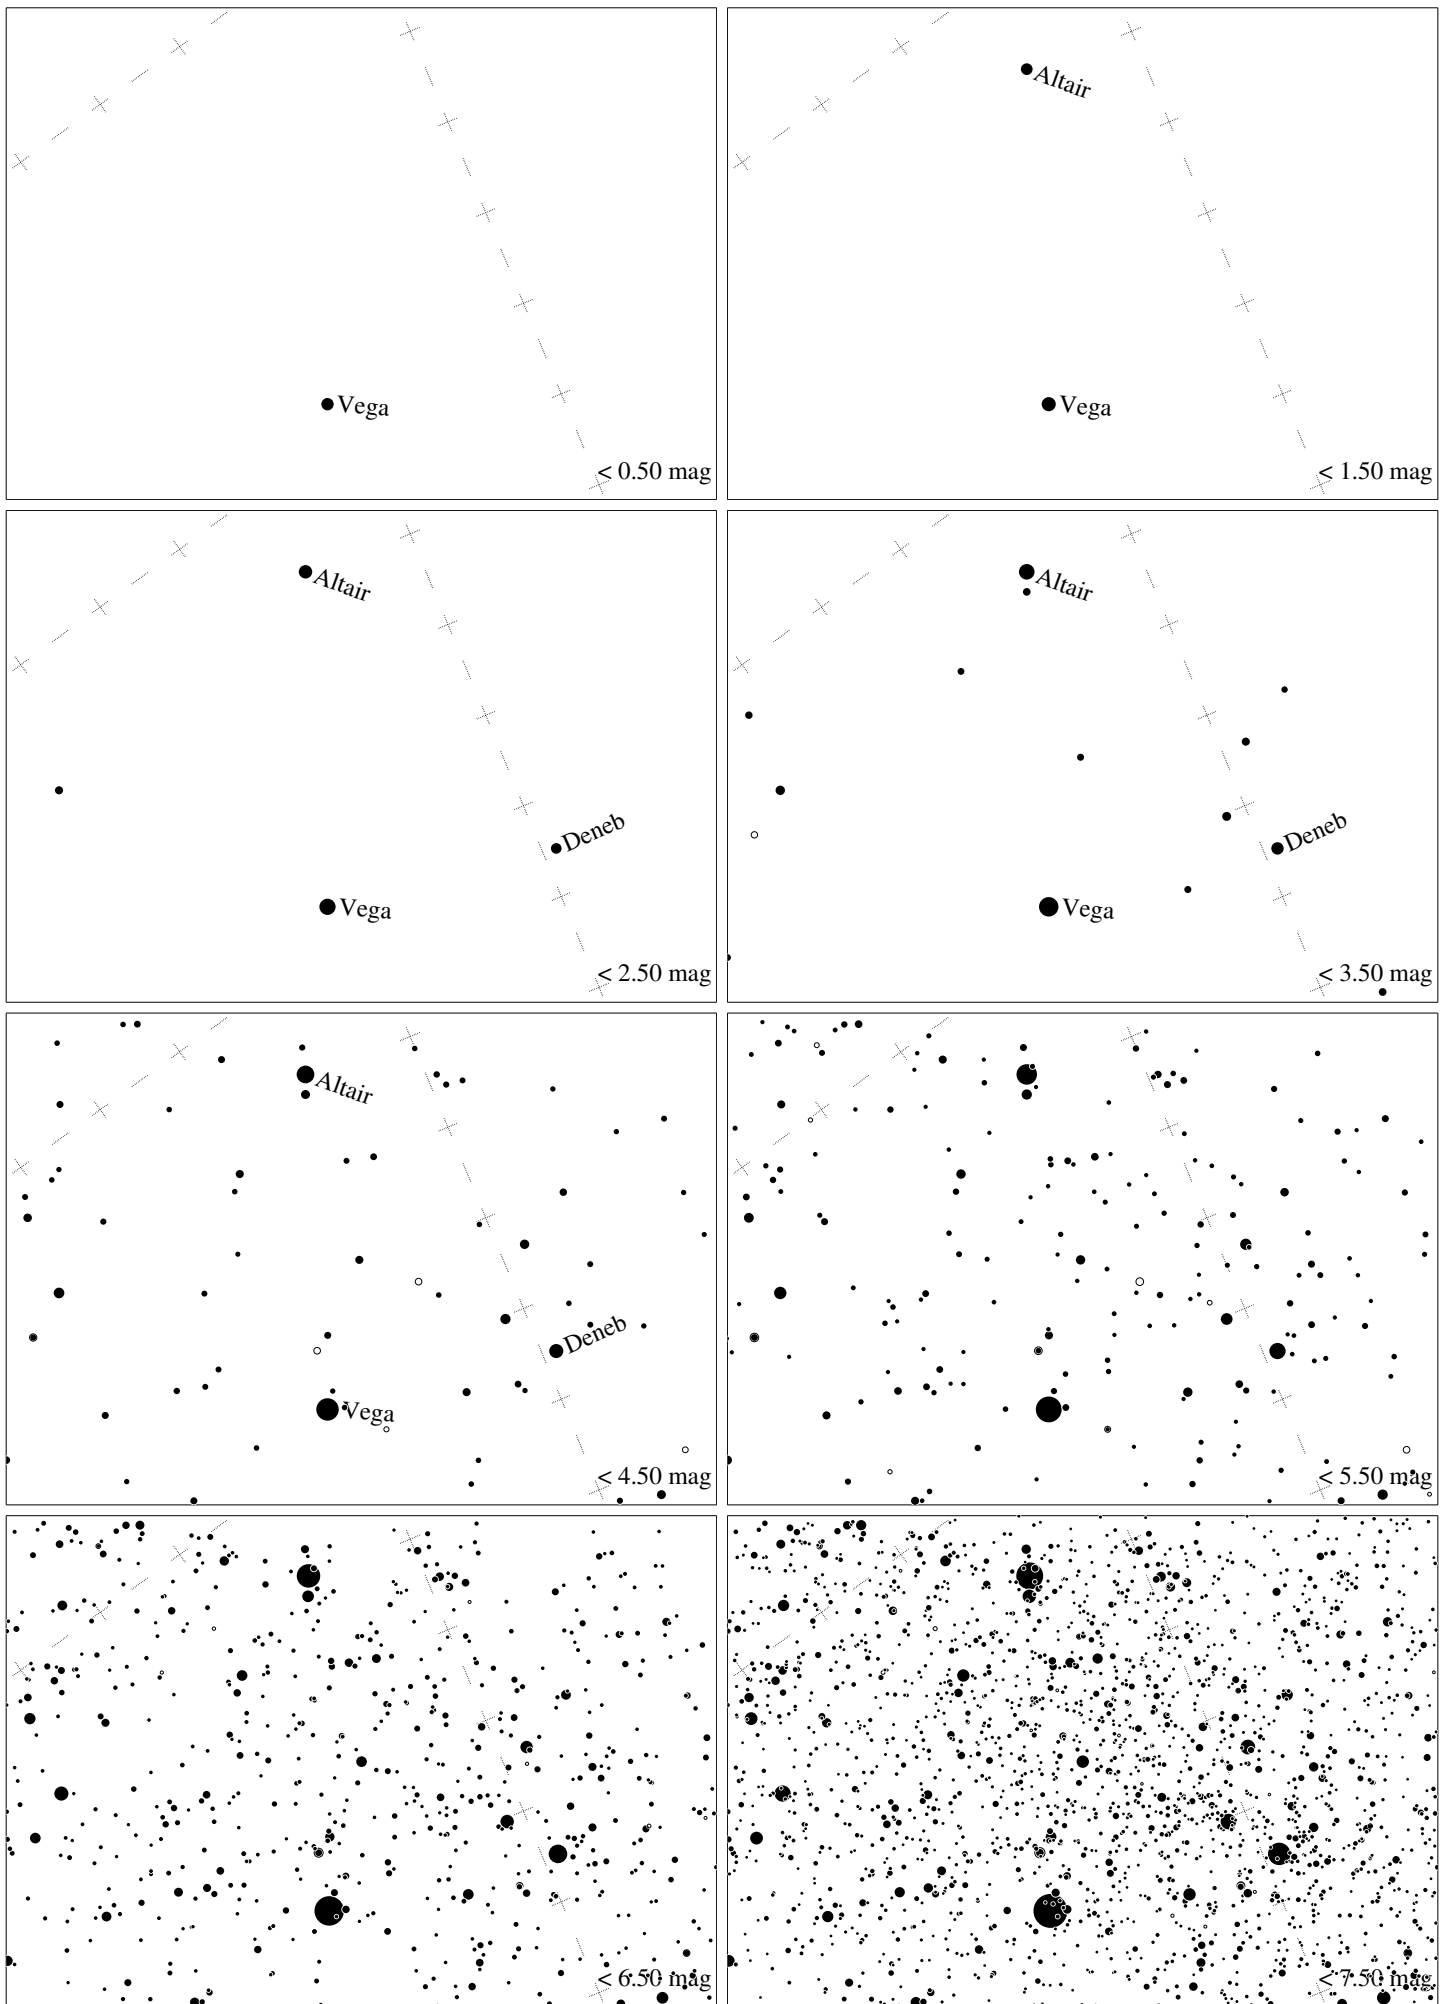 Vega
< 0.50 mag
Altair
Vega
< 1.50 mag
Altair
Deneb
Vega
< 2.50 mag
Altair
Deneb
Vega
< 3.50 mag
Altair
Deneb
Vega
< 4.50 mag
< 5.50 mag
< 6.50 mag
< 7.50 mag